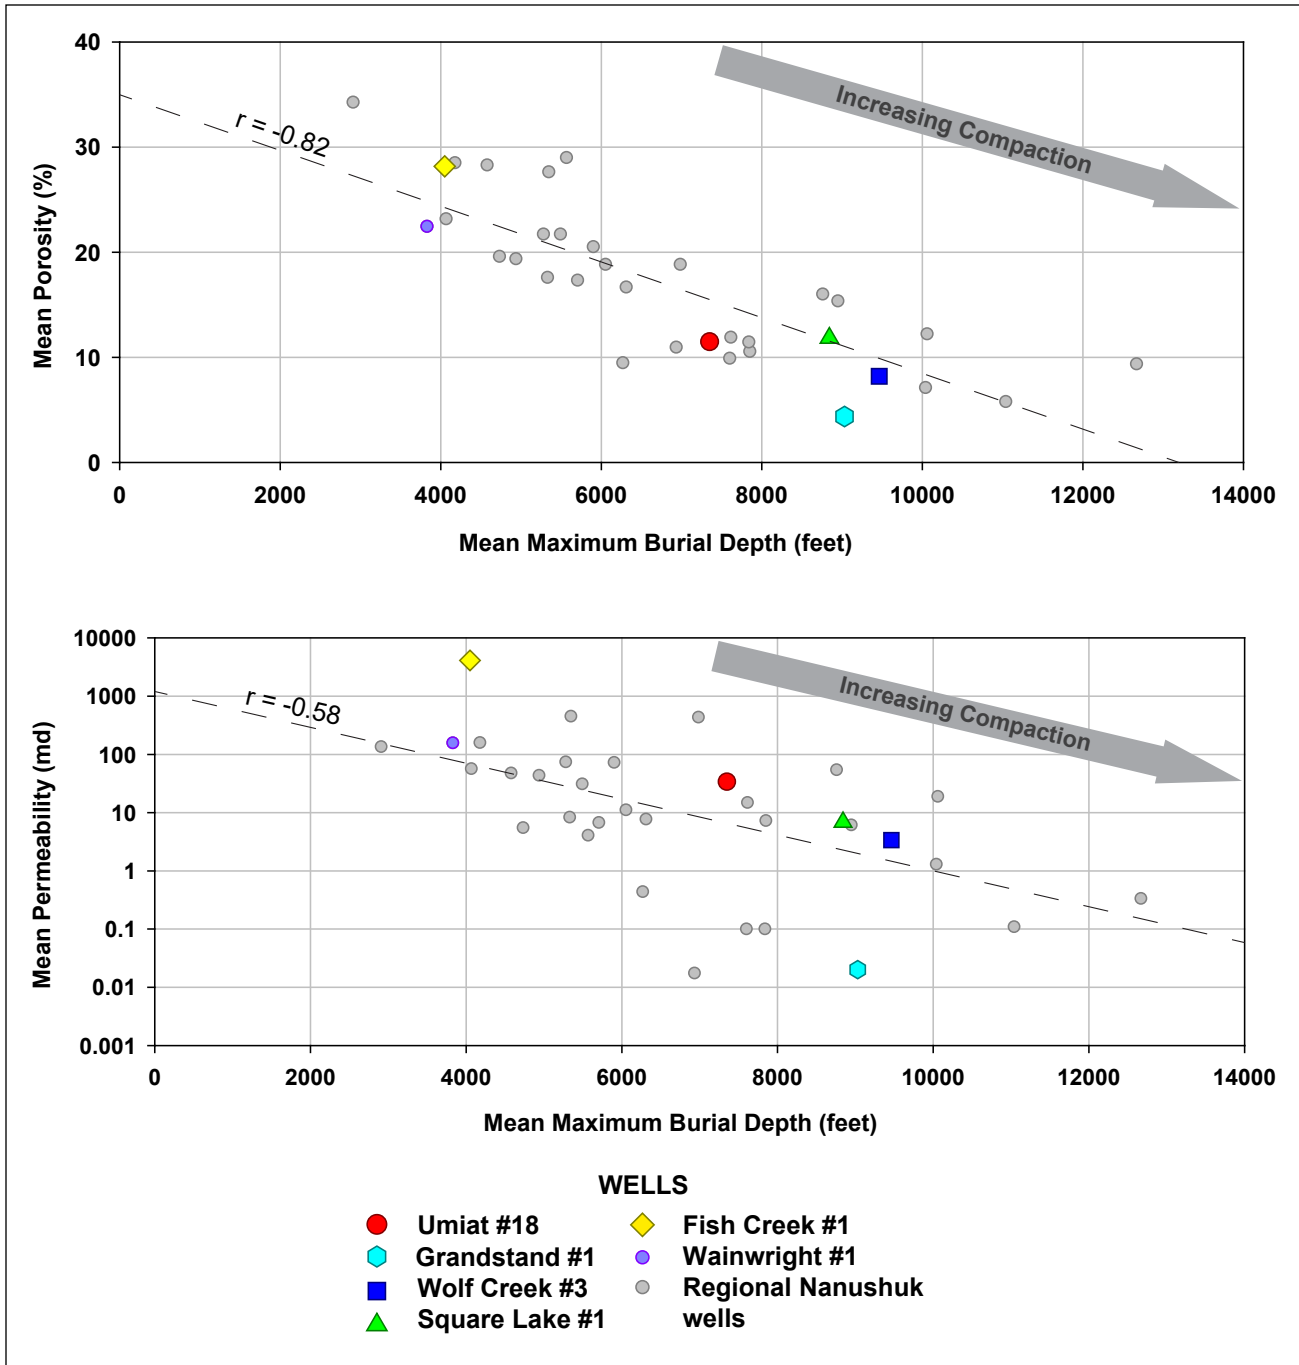 40
30
20
10
0
Mean Porosity (%)
r = -0.82
Increasing Compaction
0 2000 4000 6000 8000 10000 12000 14000
Mean Maximum Burial Depth (feet)
10000
1000
100
10
1
0.1
0.01
0.001
Mean Permeability (md)
r = -0.58
Increasing Compaction
0 2000 4000 6000 8000 10000 12000 14000
Mean Maximum Burial Depth (feet)
WELLS
Umiat #18
Grandstand #1
Wolf Creek #3
Square Lake #1
Fish Creek #1
Wainwright #1
Regional Nanushuk
wells